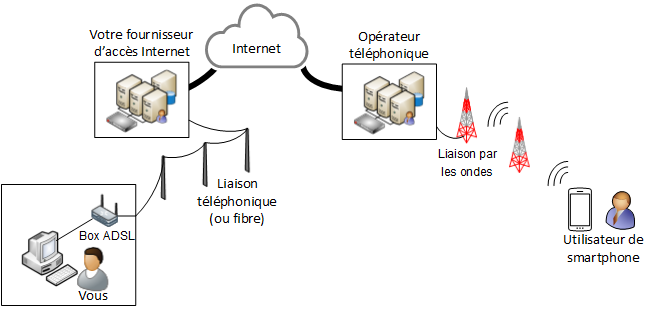 Votre fournisseur
d'accès Internet
Internet
Opérateur
téléphonique
Liaison par
les ondes
Liaison
téléphonique
(ou fibre)
Box ADSL
Vous
Utilisateur de
smartphone